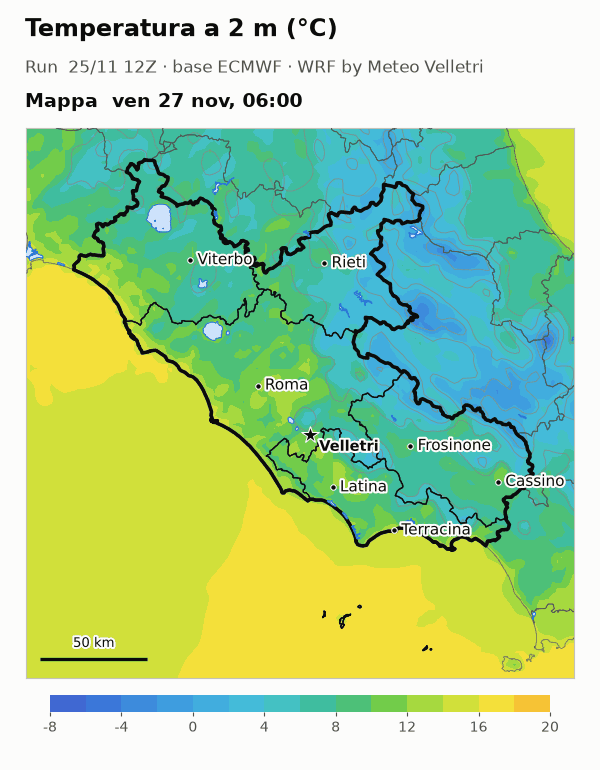 Temperatura a 2 m (°C)
Run  25/11 12Z · base ECMWF · WRF by Meteo Velletri
Mappa  ven 27 nov, 06:00
Viterbo
Rieti
Roma
Velletri
Frosinone
Cassino
Latina
Terracina
50 km
-8 -4 0 4 8 12 16 20